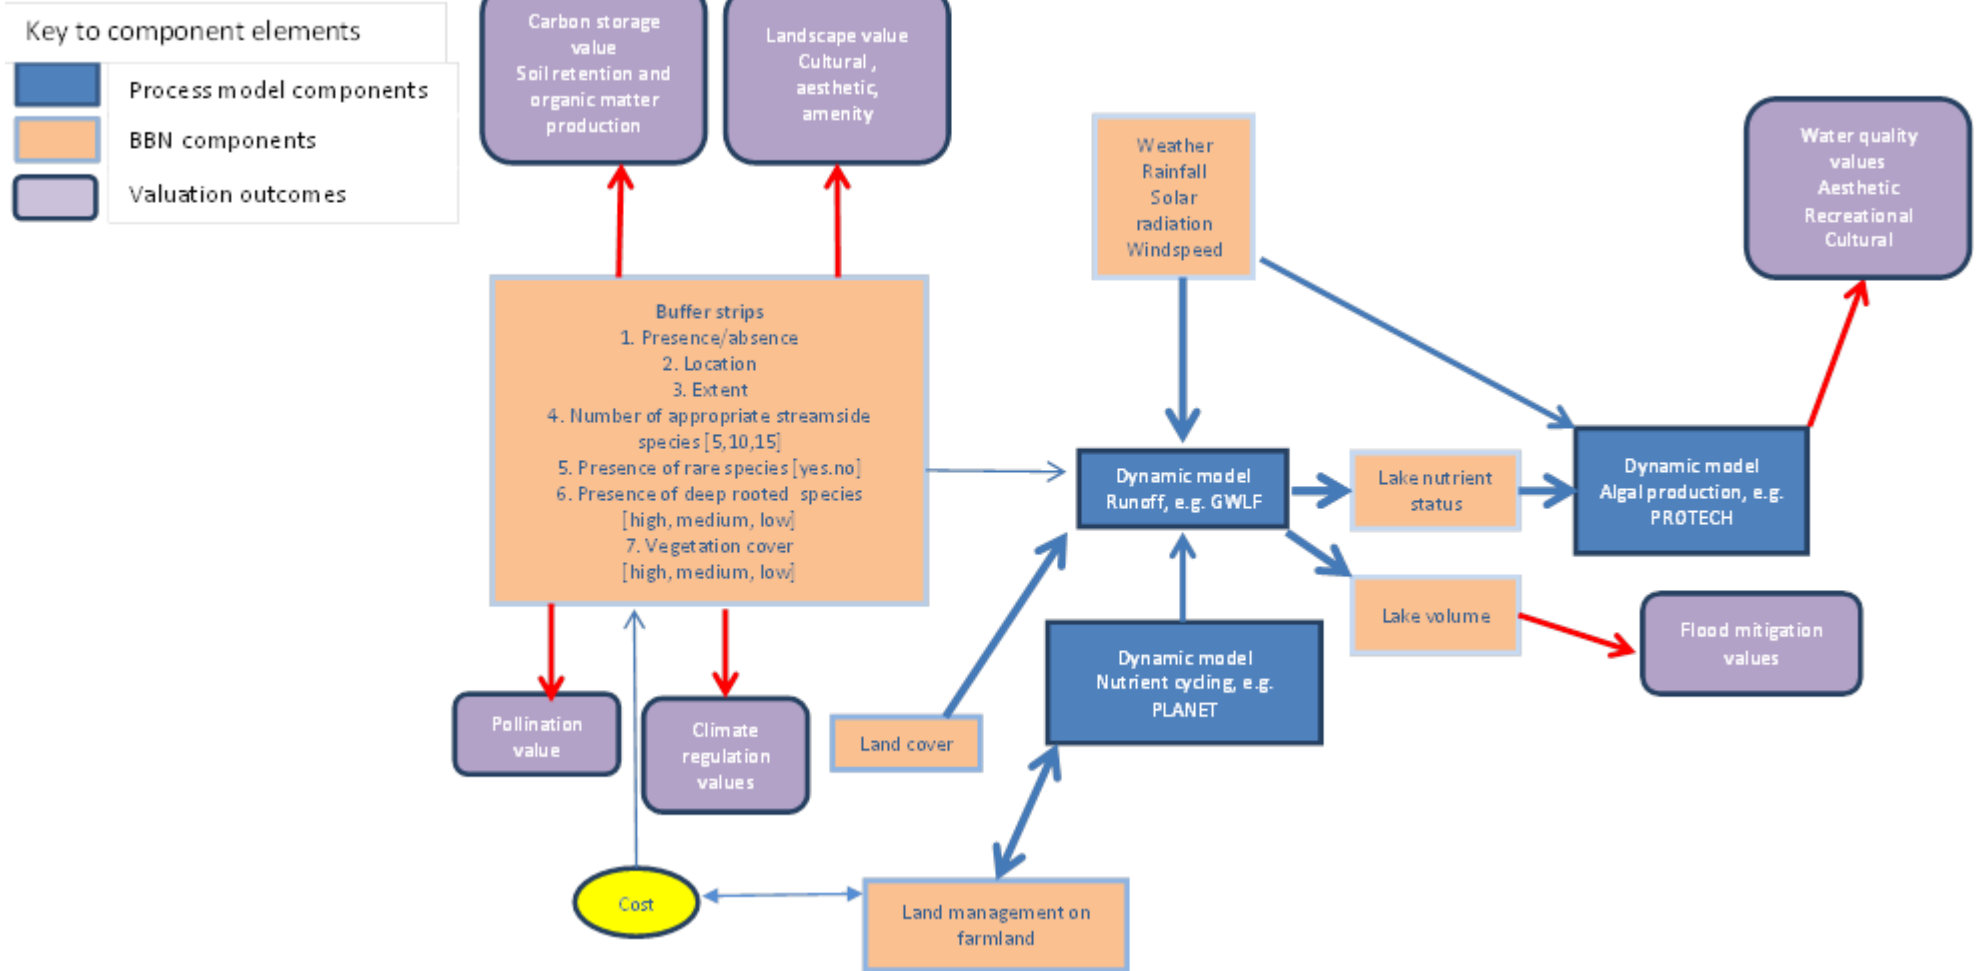 Key to component elements
Process model components
BBN components
Valuation outcomes
Carbon storage
value
Soil retention and
organic matter
production
Landscape value
Cultural ,
aesthetic,
amenity
Weather
Rainfall
Solar
radiation
Windspeed
Water quality
values
Aesthetic
Recreational
Cultural
Buffer strips
1. Presence/absence
2. Location
3. Extent
4. Number of appropriate streamside
species [5,10,15]
5. Presence of rare species [yes.no]
6. Presence of deep rooted species
[high, medium, low]
7. Vegetation cover
[high, medium, low]
Dynamic model
Runoff, e.g. GWLF
Lake nutrient
status
Dynamic model
Algal production, e.g.
PROTECH
Lake volume
Flood mitigation
values
Dynamic model
Nutrient cycling, e.g.
PLANET
Land cover
Pollination
value
Climate
regulation
values
Cost
Land management on
farmland